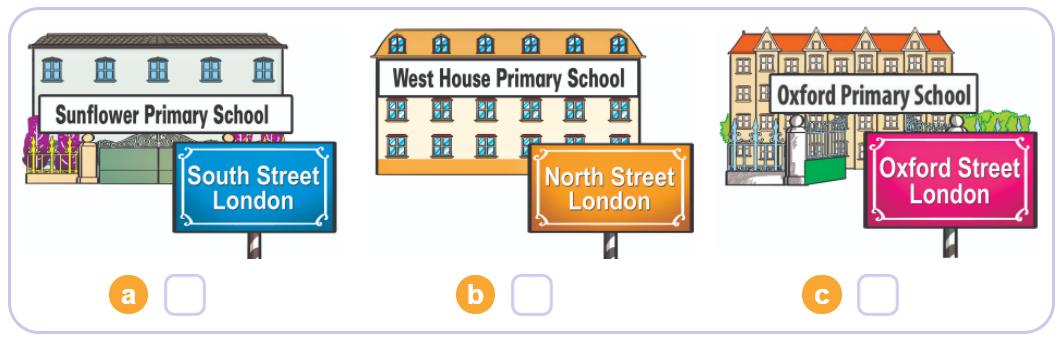 Sunflower Primary School
South Street
London
West House Primary School
North Street
London
Oxford Primary School
Oxford Street
London
a
b
c